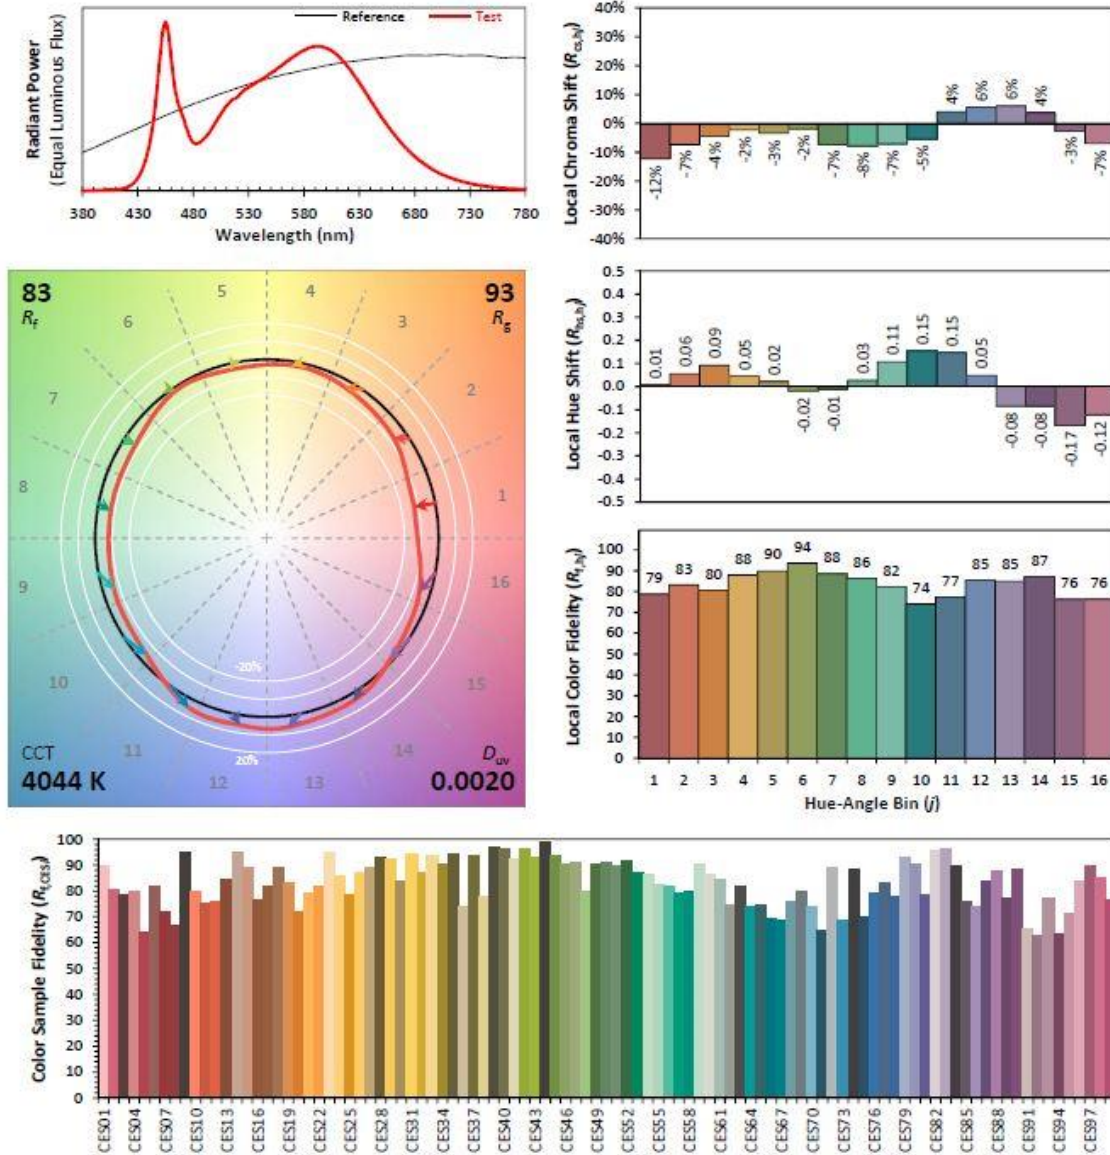 Reference Test
Radiant Power
(Equal Luminous Flux)
380 430 480 530 580 630 680 730 780
Wavelength (nm)
40%
30%
20%
10%
0%
-10%
-20%
-30%
-40%
Local Chroma Shift (Rcs,hj)
-12% -7% -4% -2% -3% -2% -7% -8% -7% -5% 4% 6% 6% 4% -3% -7%
83
Rf
93
Rg
5 4
6 3
7 2
8 1
9 16
10 15
11 14
12 13
-20%
20%
CCT
4044 K
Duv
0.0020
0.5
0.4
0.3
0.2
0.1
0.0
-0.1
-0.2
-0.3
-0.4
-0.5
Local Hue Shift (Rhs,hj)
0.01 0.06 0.09 0.05 0.02 -0.02 -0.01 0.03 0.11 0.15 0.15 0.05 -0.08 -0.08 -0.17 -0.12
100
90
80
70
60
50
40
30
20
10
0
Local Color Fidelity (Rf,hj)
79 83 80 88 90 94 88 86 82 74 77 85 85 87 76 76
1 2 3 4 5 6 7 8 9 10 11 12 13 14 15 16
Hue-Angle Bin (j)
100
90
80
70
60
50
40
30
20
10
0
Color Sample Fidelity (Rf,CESi)
CES01 CES04 CES07 CES10 CES13 CES16 CES19 CES22 CES25 CES28 CES31 CES34 CES37 CES40 CES43 CES46 CES49 CES52 CES55 CES58 CES61 CES64 CES67 CES70 CES73 CES76 CES79 CES82 CES85 CES88 CES91 CES94 CES97